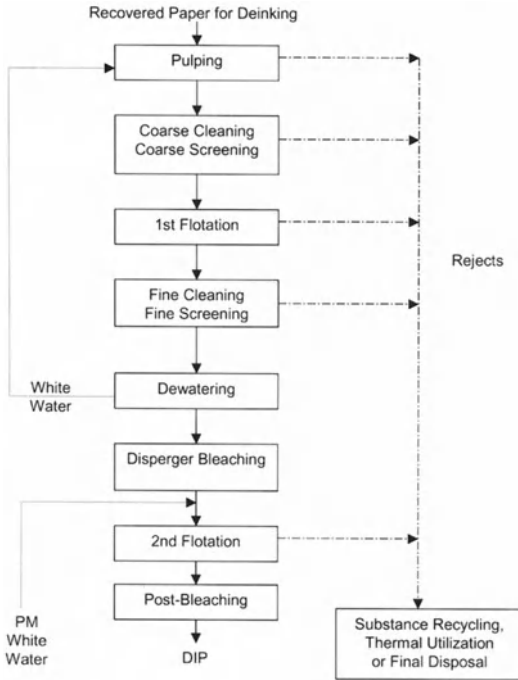 Recovered Paper for Deinking
Pulping
Coarse Cleaning
Coarse Screening
1st Flotation
Rejects
Fine Cleaning
Fine Screening
White
Water
Dewatering
Disperger Bleaching
2nd Flotation
Post-Bleaching
PM
White
Water
DIP
Substance Recycling,
Thermal Utilization
or Final Disposal